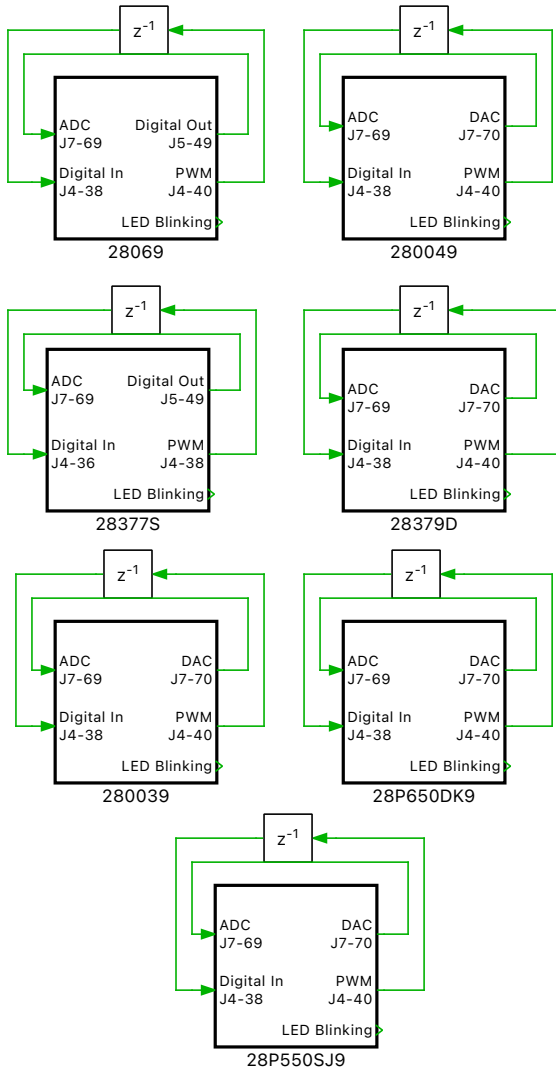 z⁻¹
ADC
J7-69
Digital Out
J5-49
Digital In
J4-38
PWM
J4-40
LED Blinking
28069
z⁻¹
ADC
J7-69
DAC
J7-70
Digital In
J4-38
PWM
J4-40
LED Blinking
280049
z⁻¹
ADC
J7-69
Digital Out
J5-49
Digital In
J4-36
PWM
J4-38
LED Blinking
28377S
z⁻¹
ADC
J7-69
DAC
J7-70
Digital In
J4-38
PWM
J4-40
LED Blinking
28379D
z⁻¹
ADC
J7-69
DAC
J7-70
Digital In
J4-38
PWM
J4-40
LED Blinking
280039
z⁻¹
ADC
J7-69
DAC
J7-70
Digital In
J4-38
PWM
J4-40
LED Blinking
28P650DK9
z⁻¹
ADC
J7-69
DAC
J7-70
Digital In
J4-38
PWM
J4-40
LED Blinking
28P550SJ9